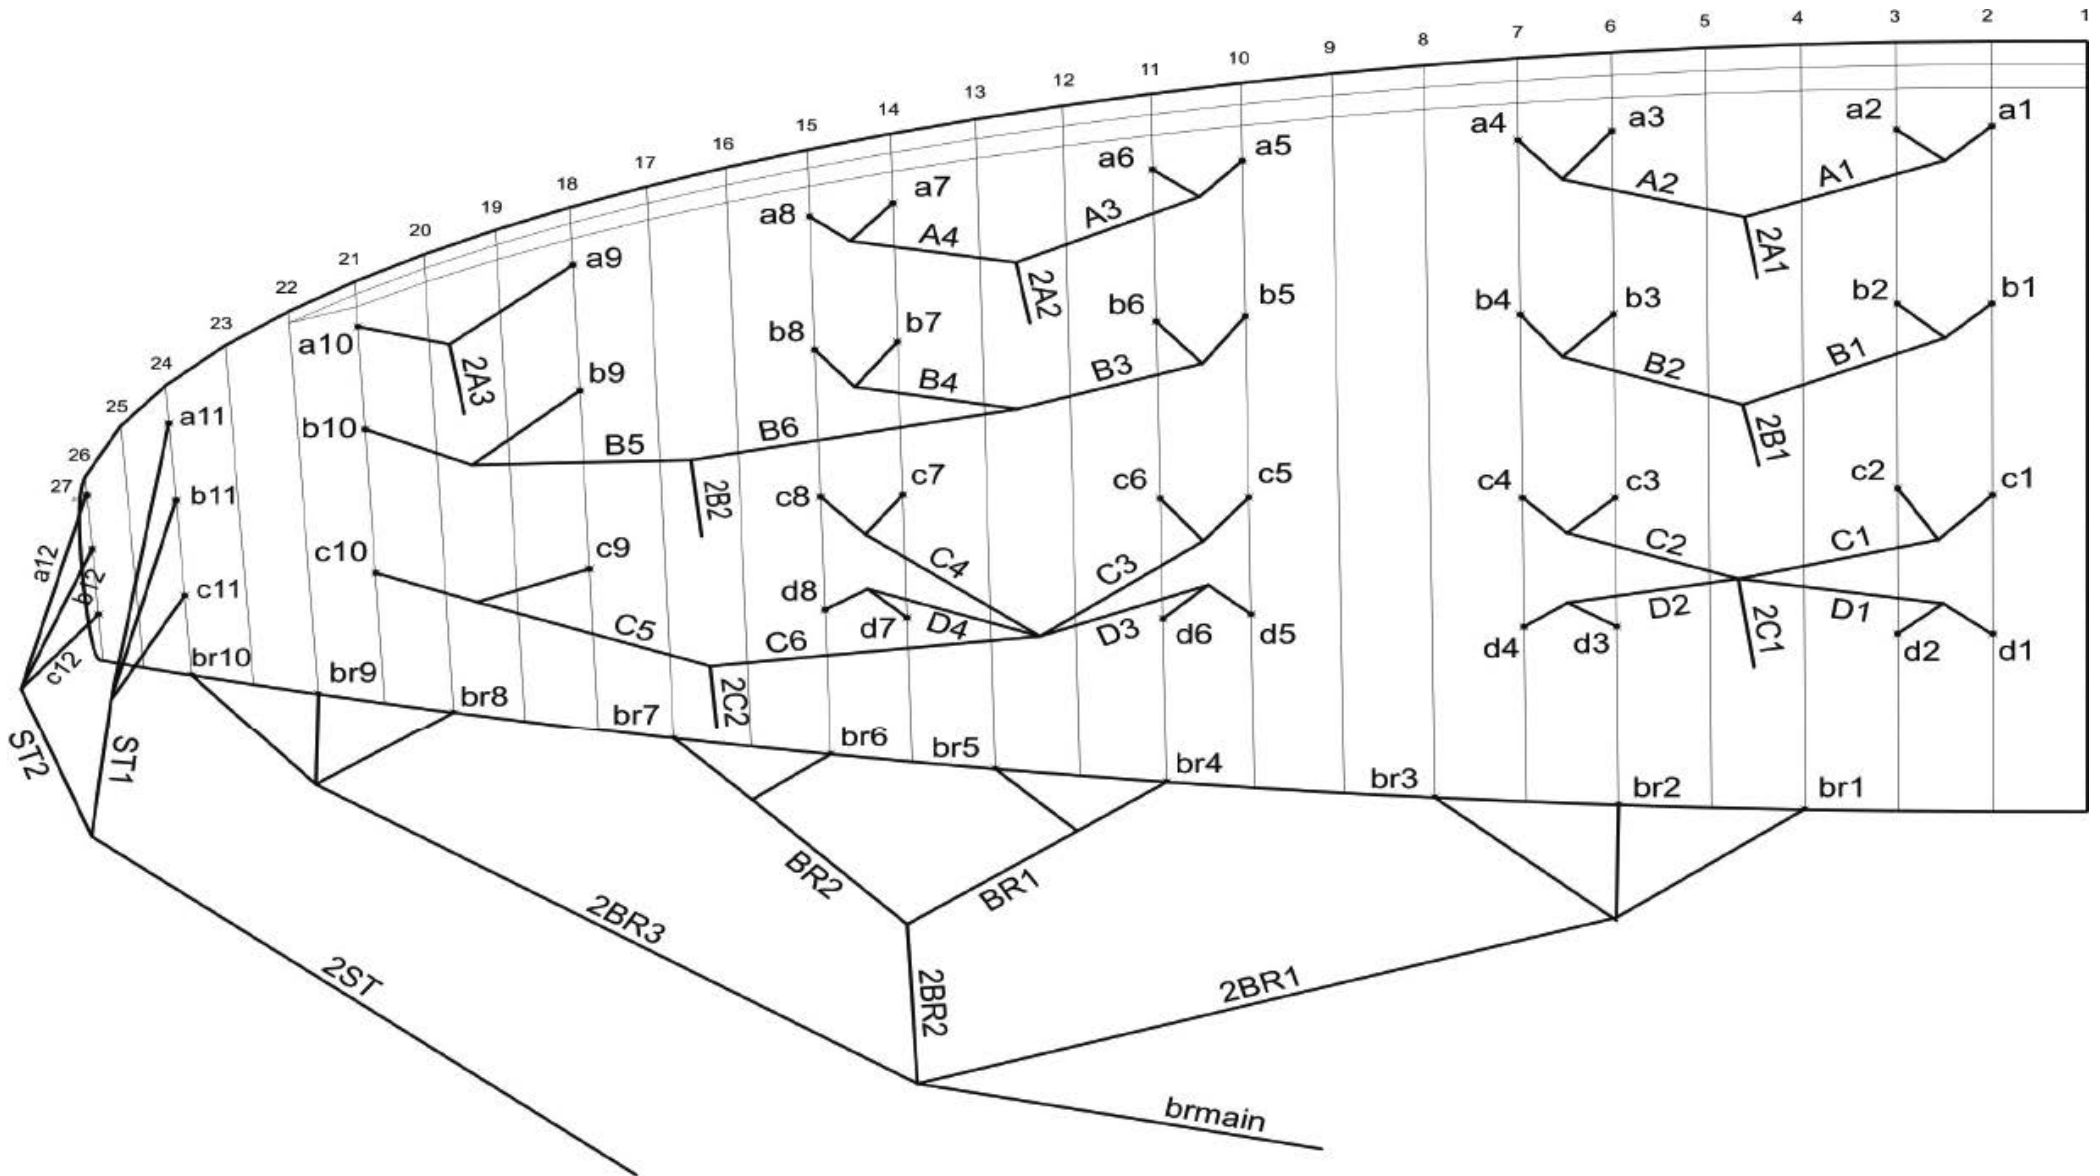 1
2
3
4
5
6
7
8
9
10
11
12
13
14
15
16
17
18
19
20
21
22
23
24
25
26
27
a4 a3 a2 a1
A2 A1
2A1
a8 a7 a6 a5
A4 A3
2A2
a10 a9
2A3
b4 b3 b2 b1
B2 B1
2B1
b8 b7 b6 b5
B4 B3
b10 b9
B5 B6
2B2
c4 c3 c2 c1
C2 C1
D2 D1
2C1
d4 d3 d2 d1
c8 c7 c6 c5
C4 C3
d8 d7 D4 D3 d6 d5
c10 c9
C5 C6
2C2
a11
b11
c11
a12
b12
c12
br10 br9 br8 br7 br6 br5 br4 br3 br2 br1
ST2 ST1
BR2 BR1
2BR3 2BR2 2BR1
2ST
brmain